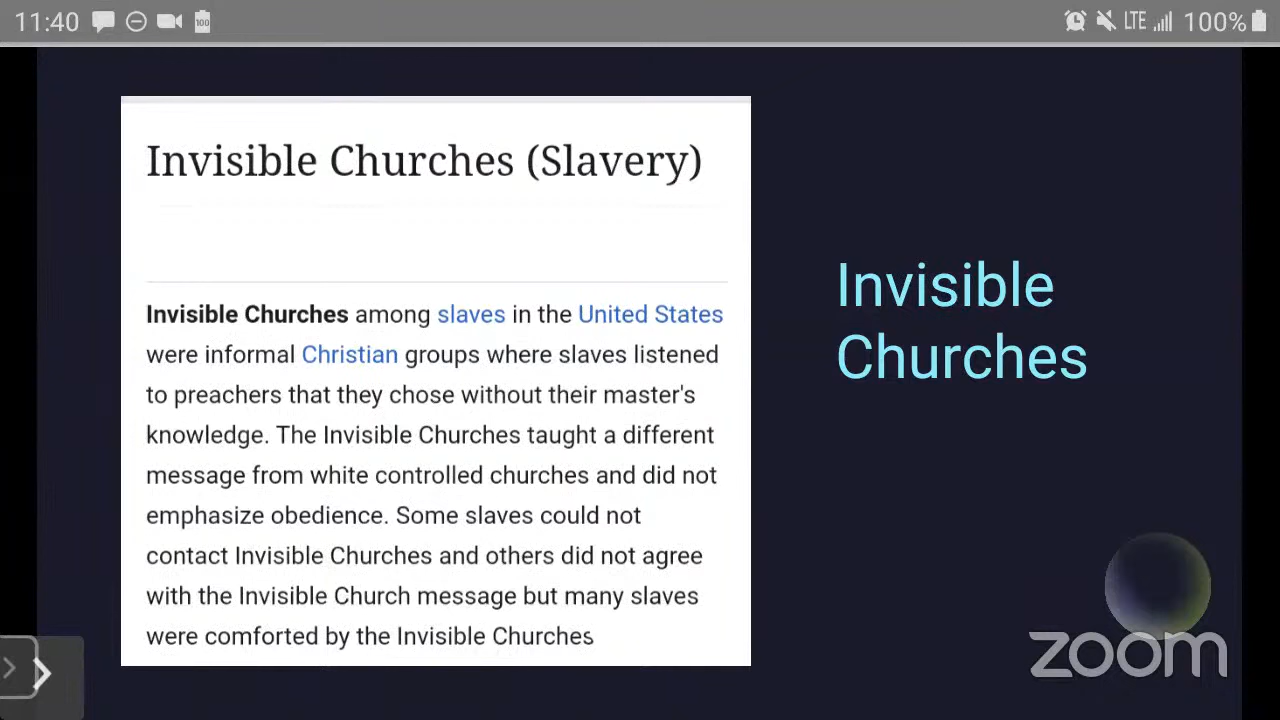 11:40
100
LTE
100%
Invisible Churches (Slavery)
Invisible Churches among slaves in the United States
were informal Christian groups where slaves listened
to preachers that they chose without their master's
knowledge. The Invisible Churches taught a different
message from white controlled churches and did not
emphasize obedience. Some slaves could not
contact Invisible Churches and others did not agree
with the Invisible Church message but many slaves
were comforted by the Invisible Churches
Invisible
Churches
zoom